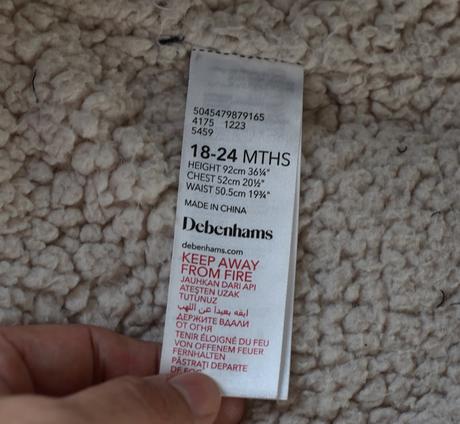 5045479879165
4175 1223
5459
18-24 MTHS
HEIGHT 92cm 36¼"
CHEST 52cm 20½"
WAIST 50.5cm 19¾"
MADE IN CHINA
Debenhams
debenhams.com
KEEP AWAY
FROM FIRE
JAUHKAN DARI API
ATEŞTEN UZAK
TUTUNUZ
ابقه بعيدا عن اللهب
ДЕРЖИТЕ ВДАЛИ
ОТ ОГНЯ
TENIR ÉLOIGNÉ DU FEU
VON OFFENEM FEUER
FERNHALTEN
PĂSTRAȚI DEPARTE
DE FOC